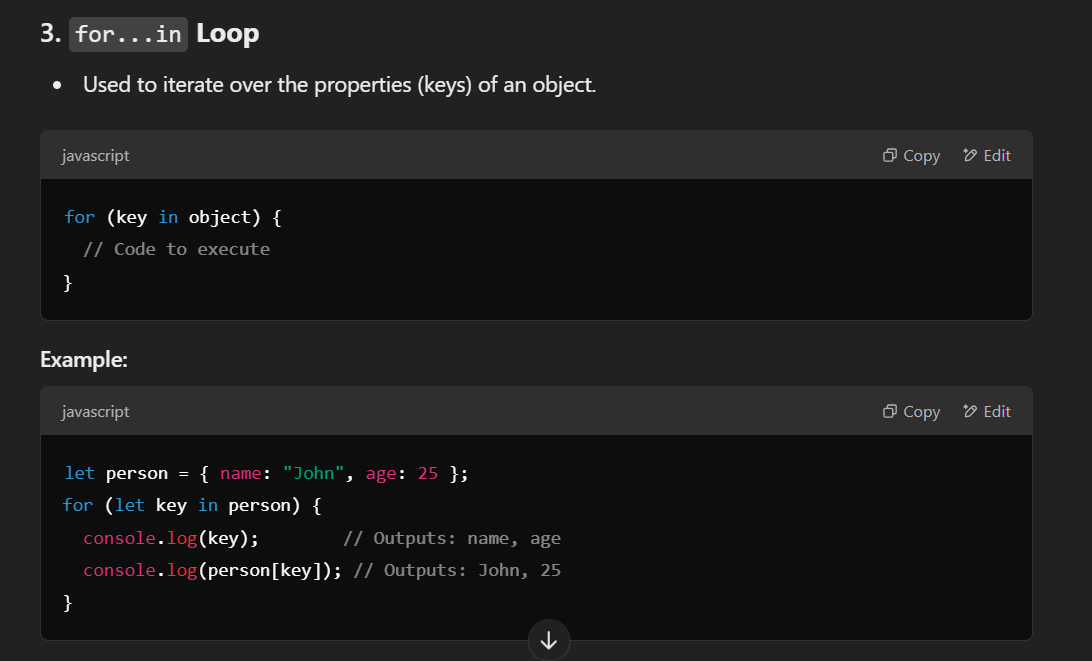 3. for...in Loop
• Used to iterate over the properties (keys) of an object.
javascript Copy Edit
for (key in object) {
  // Code to execute
}
Example:
javascript Copy Edit
let person = { name: "John", age: 25 };
for (let key in person) {
  console.log(key);        // Outputs: name, age
  console.log(person[key]); // Outputs: John, 25
}